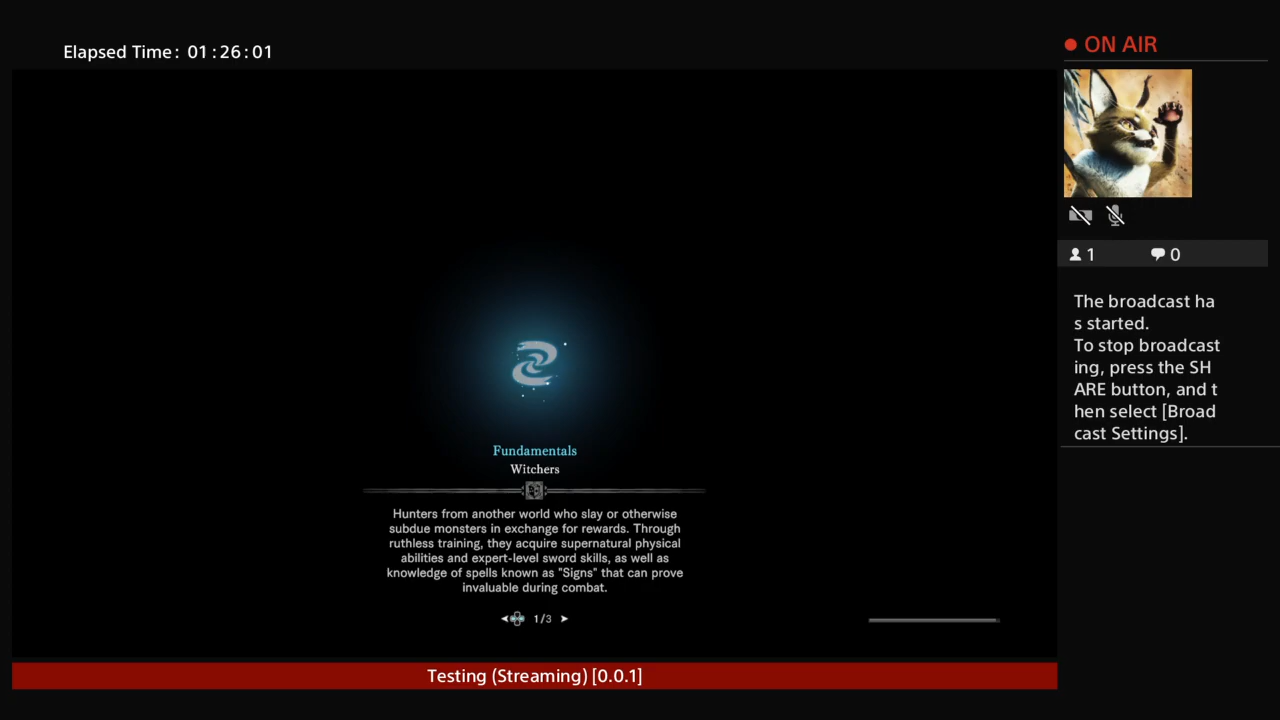 Elapsed Time: 01:26:01
ON AIR
1 0
The broadcast ha
s started.
To stop broadcast
ing, press the SH
ARE button, and t
hen select [Broad
cast Settings].
Fundamentals
Witchers
Hunters from another world who slay or otherwise
subdue monsters in exchange for rewards. Through
ruthless training, they acquire supernatural physical
abilities and expert-level sword skills, as well as
knowledge of spells known as "Signs" that can prove
invaluable during combat.
1/3
Testing (Streaming) [0.0.1]